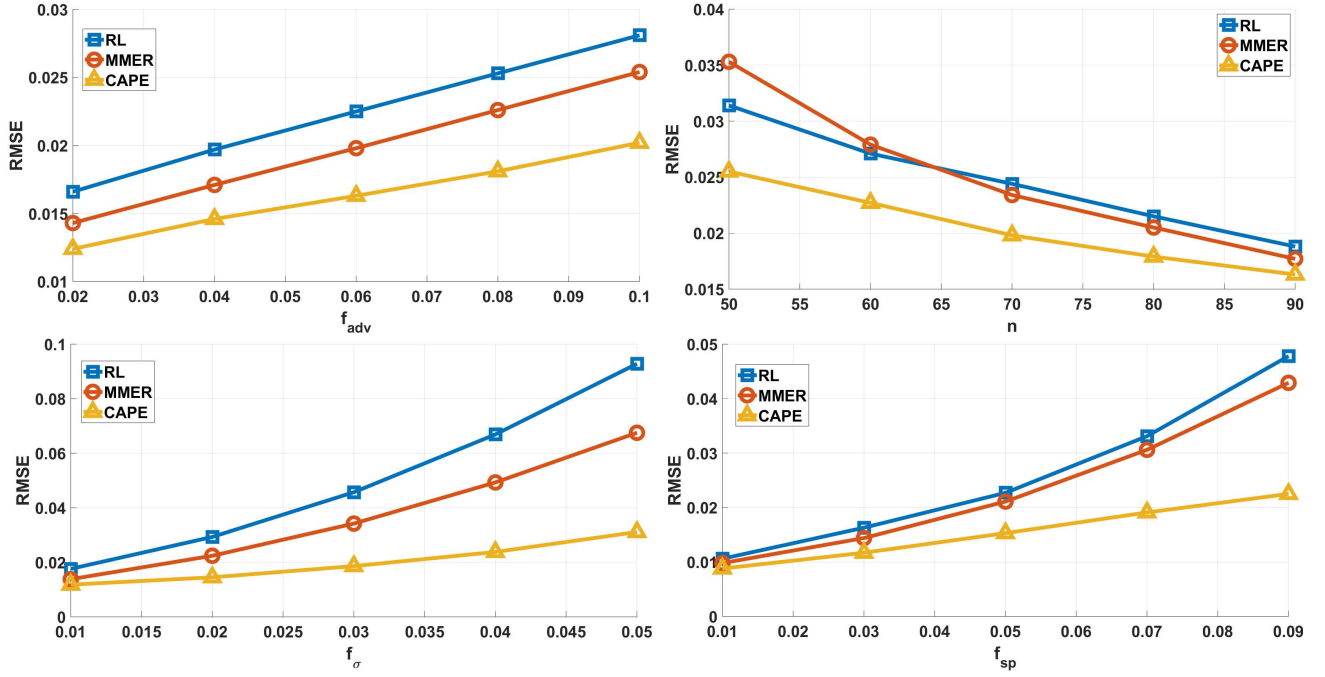 0.03
0.025
0.02
0.015
0.01
RMSE
RL
MMER
CAPE
0.02 0.03 0.04 0.05 0.06 0.07 0.08 0.09 0.1
f_adv
0.04
0.035
0.03
0.025
0.02
0.015
RMSE
RL
MMER
CAPE
50 55 60 65 70 75 80 85 90
n
0.1
0.08
0.06
0.04
0.02
0
RMSE
RL
MMER
CAPE
0.01 0.015 0.02 0.025 0.03 0.035 0.04 0.045 0.05
f_σ
0.05
0.04
0.03
0.02
0.01
0
RMSE
RL
MMER
CAPE
0.01 0.02 0.03 0.04 0.05 0.06 0.07 0.08 0.09
f_sp